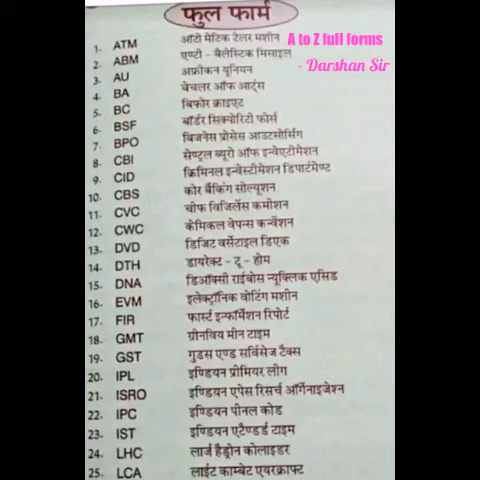 फुल फार्म
A to Z full forms
- Darshan Sir
1. ATM ऑटो मेटिक टेलर मशीन
2. ABM एण्टी - बैलेस्टिक मिसाइल
3. AU अफ्रीकन यूनियन
4. BA बेचलर ऑफ आर्ट्स
5. BC बिफोर क्राइएट
6. BSF बॉर्डर सिक्योरिटी फोर्स
7. BPO बिजनेस प्रोसेस आउटसोर्सिंग
8. CBI सेण्ट्रल ब्यूरो ऑफ इन्वेएटीमेशन
9. CID क्रिमिनल इन्वेस्टीमेशन डिपार्टमेण्ट
10. CBS कोर बैंकिंग सोल्यूशन
11. CVC चीफ विजिलेंस कमीशन
12. CWC केमिकल वेपन्स कन्वेंशन
13. DVD डिजिट वर्सेटाइल डिएक
14. DTH डायरेक्ट - टू - होम
15. DNA डिऑक्सी राईबोस न्यूक्लिक एसिड
16. EVM इलेक्ट्रॉनिक वोटिंग मशीन
17. FIR फार्स्ट इन्फॉर्मेशन रिपोर्ट
18. GMT ग्रीनविय मीन टाइम
19. GST गुडस एण्ड सर्विसेज टैक्स
20. IPL इण्डियन प्रीमियर लीग
21. ISRO इण्डियन एपेस रिसर्च ऑर्गेनाइजेश्न
22. IPC इण्डियन पीनल कोड
23. IST इण्डियन एटैण्डर्ड टाइम
24. LHC लार्ज हैड्रोन कोलाइडर
25. LCA लाईट काम्बेट एयरक्राफ्ट